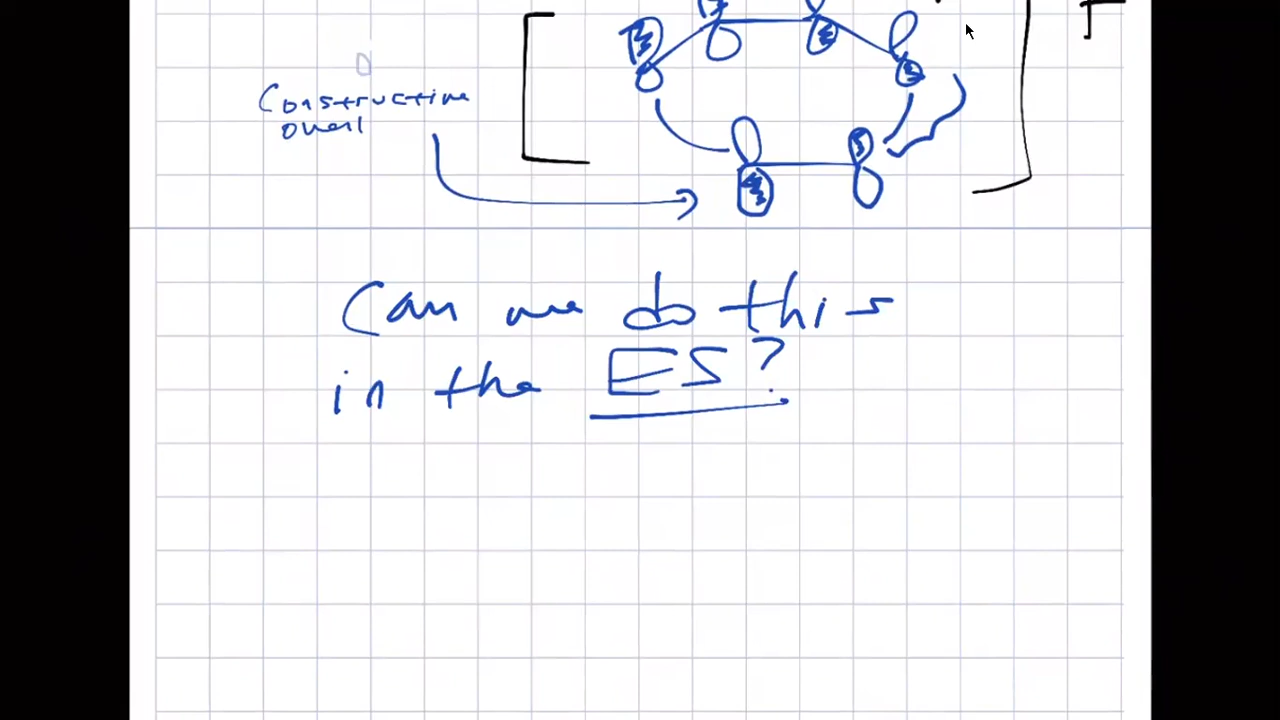 Constructive
overl
Can we do this
in the ES?